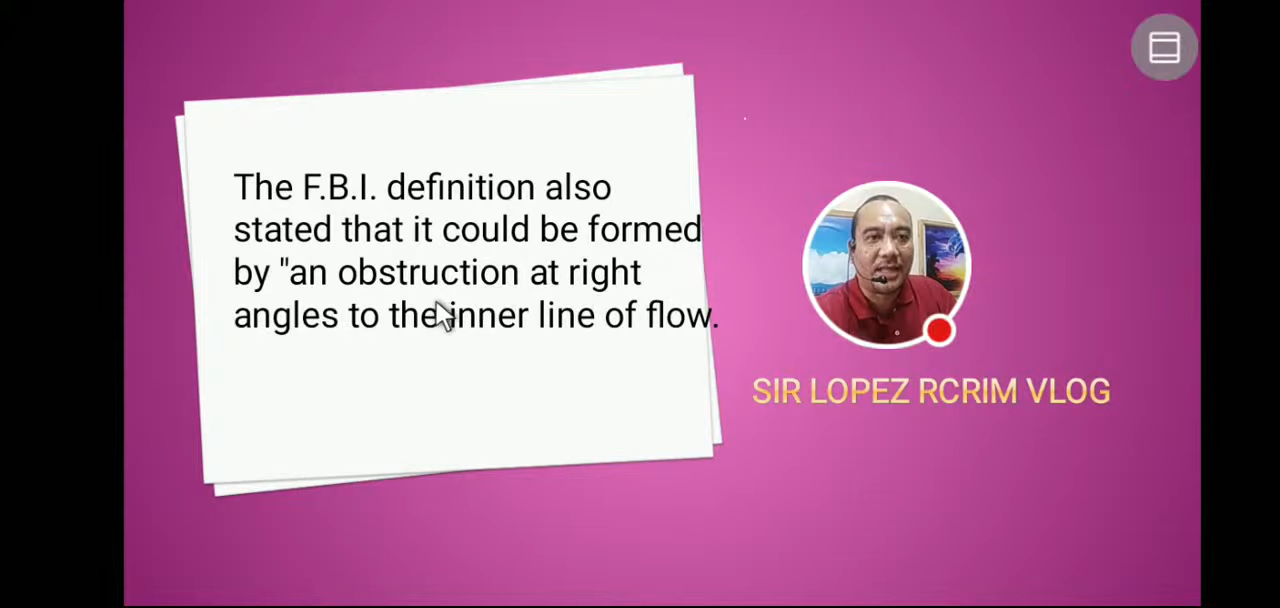 The F.B.I. definition also
stated that it could be formed
by "an obstruction at right
angles to the inner line of flow.
SIR LOPEZ RCRIM VLOG